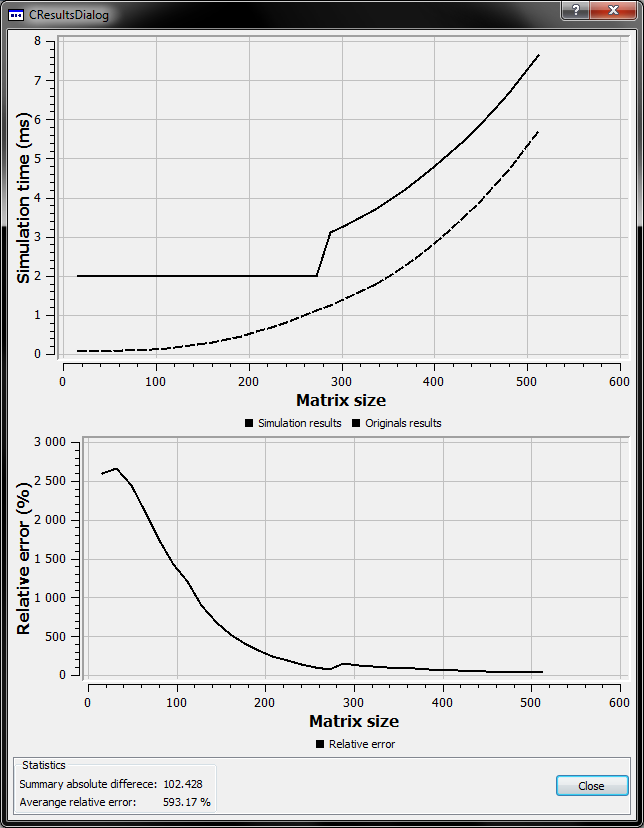 CResultsDialog
?
Simulation time (ms)
8
7
6
5
4
3
2
1
0
0 100 200 300 400 500 600
Matrix size
Simulation results Originals results
Relative error (%)
3 000
2 500
2 000
1 500
1 000
500
0
0 100 200 300 400 500 600
Matrix size
Relative error
Statistics
Summary absolute differece: 102.428
Averange relative error: 593.17 %
Close